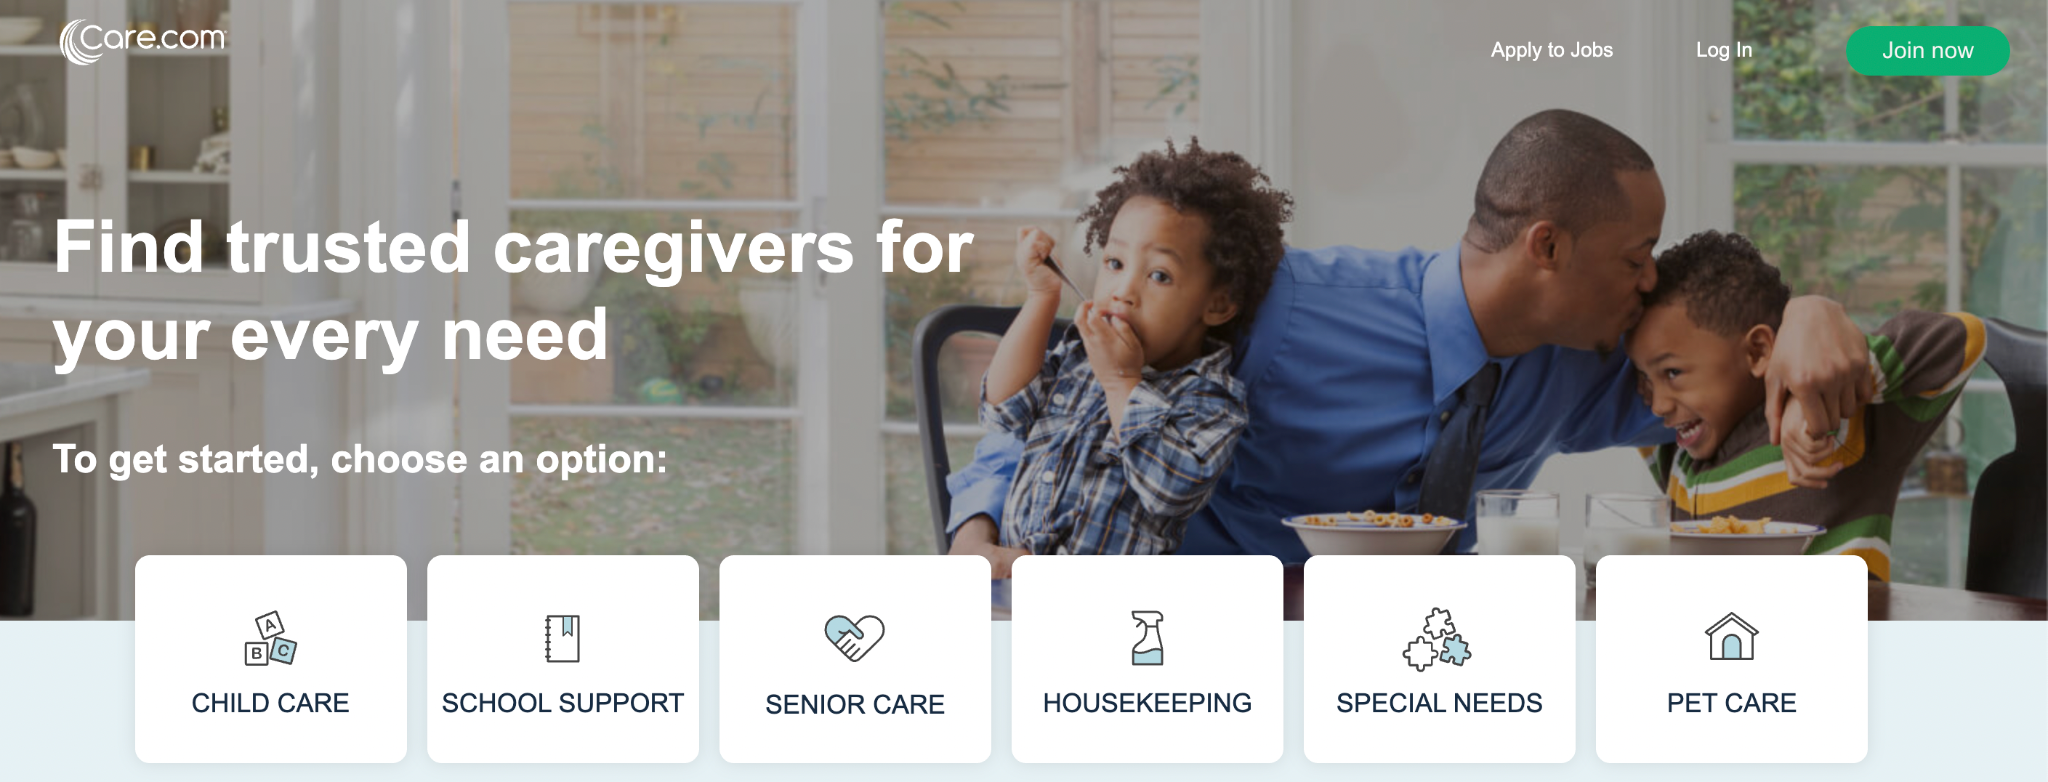 Care.com
Apply to Jobs
Log In
Join now
Find trusted caregivers for
your every need
To get started, choose an option:
A
B C
CHILD CARE
SCHOOL SUPPORT
SENIOR CARE
HOUSEKEEPING
SPECIAL NEEDS
PET CARE